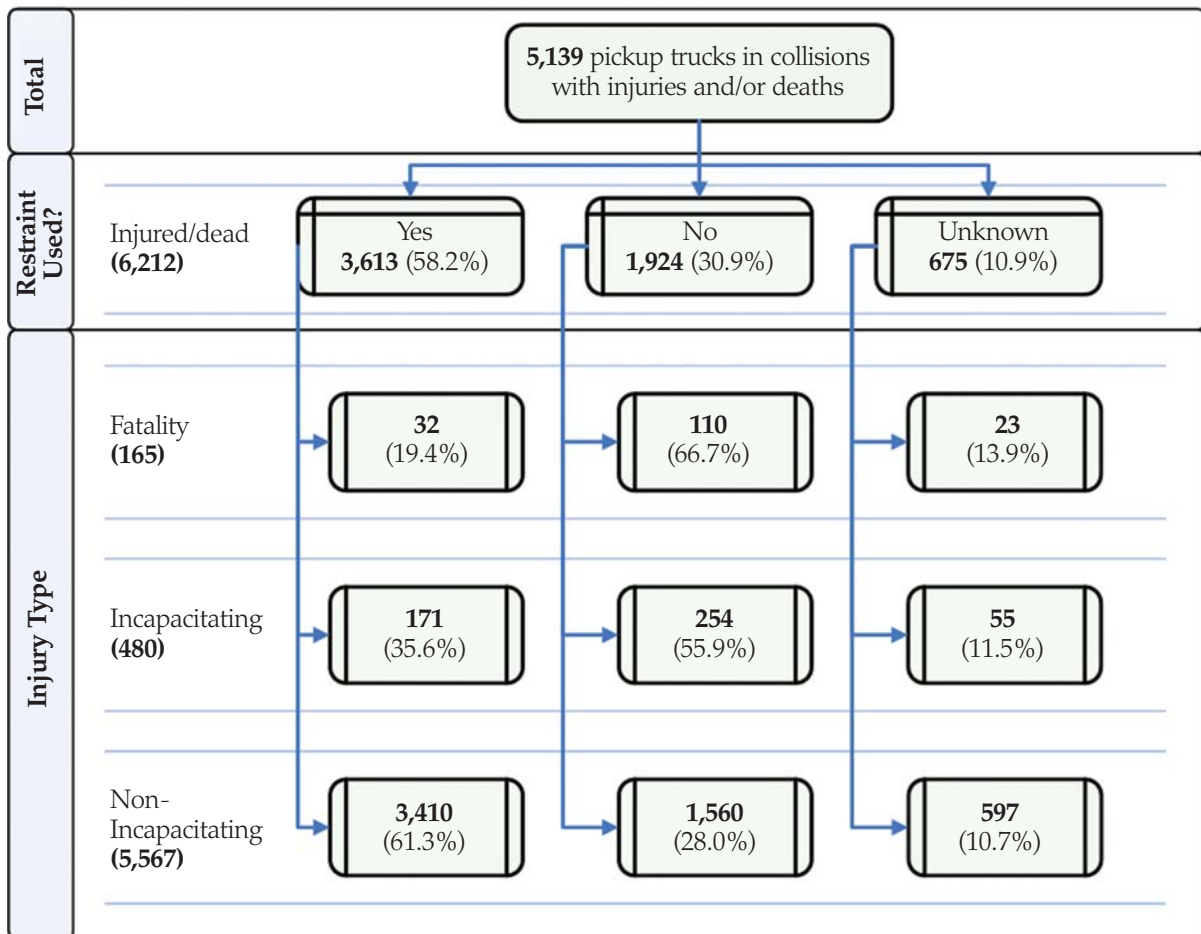 Total
5,139 pickup trucks in collisions
with injuries and/or deaths
Restraint
Used?
Injured/dead
(6,212)
Yes
3,613 (58.2%)
No
1,924 (30.9%)
Unknown
675 (10.9%)
Injury Type
Fatality
(165)
32
(19.4%)
110
(66.7%)
23
(13.9%)
Incapacitating
(480)
171
(35.6%)
254
(55.9%)
55
(11.5%)
Non-
Incapacitating
(5,567)
3,410
(61.3%)
1,560
(28.0%)
597
(10.7%)